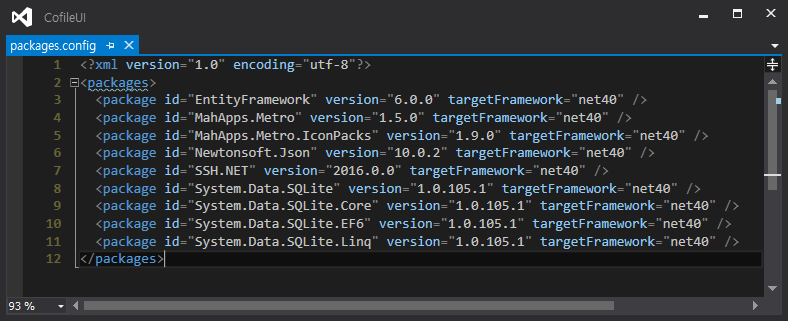 CofileUI
packages.config
1 <?xml version="1.0" encoding="utf-8"?>
2 <packages>
3 <package id="EntityFramework" version="6.0.0" targetFramework="net40" />
4 <package id="MahApps.Metro" version="1.5.0" targetFramework="net40" />
5 <package id="MahApps.Metro.IconPacks" version="1.9.0" targetFramework="net40" />
6 <package id="Newtonsoft.Json" version="10.0.2" targetFramework="net40" />
7 <package id="SSH.NET" version="2016.0.0" targetFramework="net40" />
8 <package id="System.Data.SQLite" version="1.0.105.1" targetFramework="net40" />
9 <package id="System.Data.SQLite.Core" version="1.0.105.1" targetFramework="net40" />
10 <package id="System.Data.SQLite.EF6" version="1.0.105.1" targetFramework="net40" />
11 <package id="System.Data.SQLite.Linq" version="1.0.105.1" targetFramework="net40" />
12 </packages>
93 %